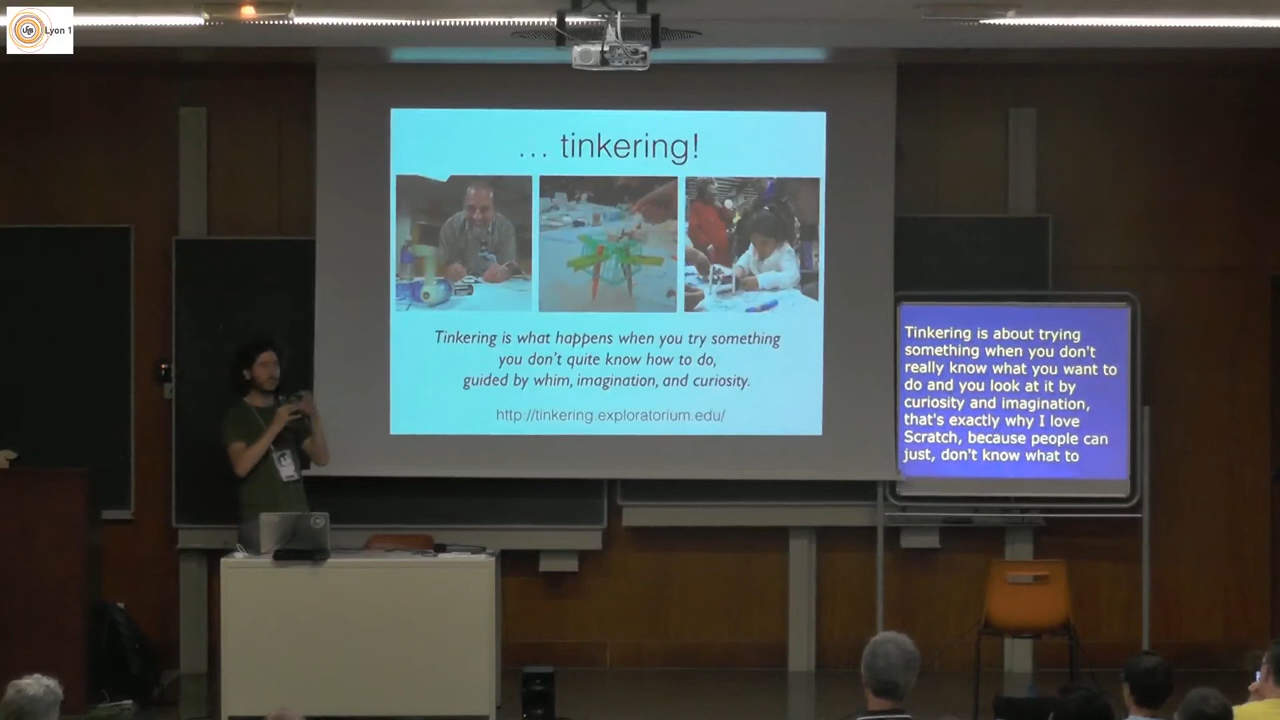 Lyon 1
... tinkering!
Tinkering is what happens when you try something
you don't quite know how to do,
guided by whim, imagination, and curiosity.
http://tinkering.exploratorium.edu/
Tinkering is about trying
something when you don't
really know what you want to
do and you look at it by
curiosity and imagination,
that's exactly why I love
Scratch, because people can
just, don't know what to